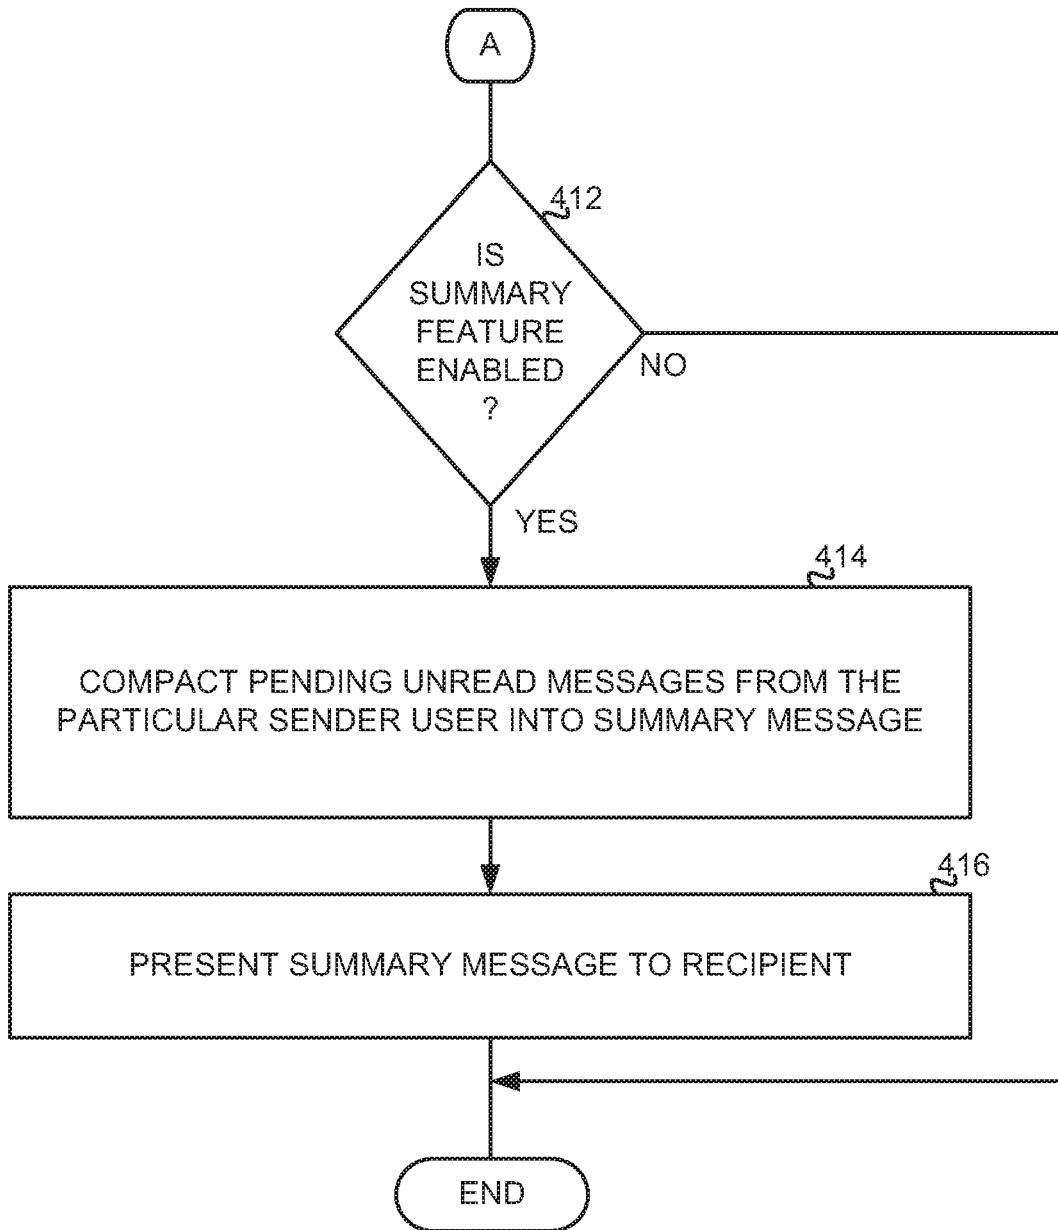 A
412
IS
SUMMARY
FEATURE
ENABLED
?
NO
YES
414
COMPACT PENDING UNREAD MESSAGES FROM THE
PARTICULAR SENDER USER INTO SUMMARY MESSAGE
416
PRESENT SUMMARY MESSAGE TO RECIPIENT
END